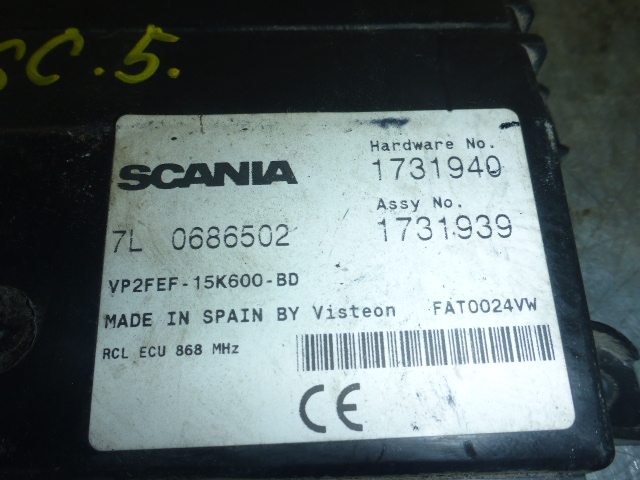 SC.5.
Hardware No.
SCANIA 1731940
Assy No.
7L 0686502 1731939
VP2FEF-15K600-BD
MADE IN SPAIN BY Visteon FAT0024VW
RCL ECU 868 MHz
CE